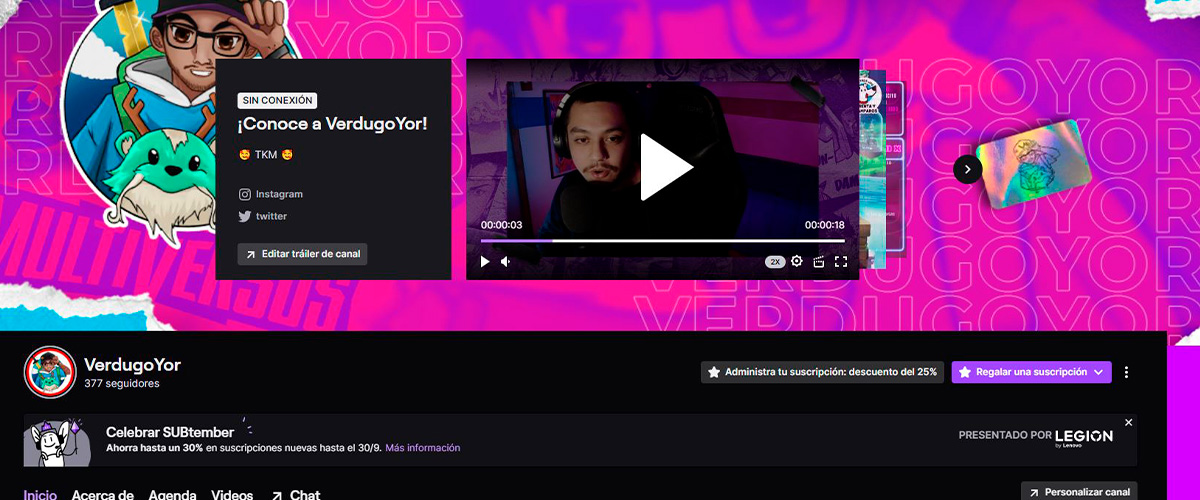 VERDUGOYOR
MULTIVERSUS
SIN CONEXIÓN
¡Conoce a VerdugoYor!
🥰 TKM 🥰
Instagram
twitter
Editar tráiler de canal
00:00:03
00:00:18
2X
VERDUGOYOR
VerdugoYor
377 seguidores
Administra tu suscripción: descuento del 25%
Regalar una suscripción
Celebrar SUBtember
Ahorra hasta un 30% en suscripciones nuevas hasta el 30/9. Más información
PRESENTADO POR LEGION
by Lenovo
Inicio Acerca de Agenda Videos Chat
Personalizar canal